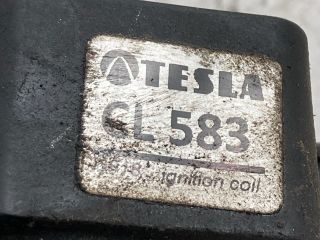 TESLA
CL 583
ignition coil